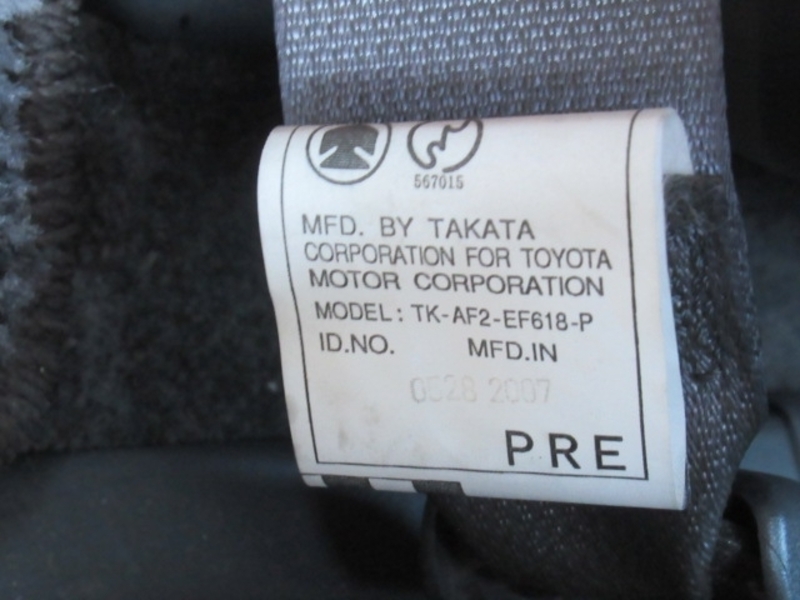 567015
MFD. BY TAKATA
CORPORATION FOR TOYOTA
MOTOR CORPORATION
MODEL: TK-AF2-EF618-P
ID.NO. MFD.IN
0528 2007
PRE